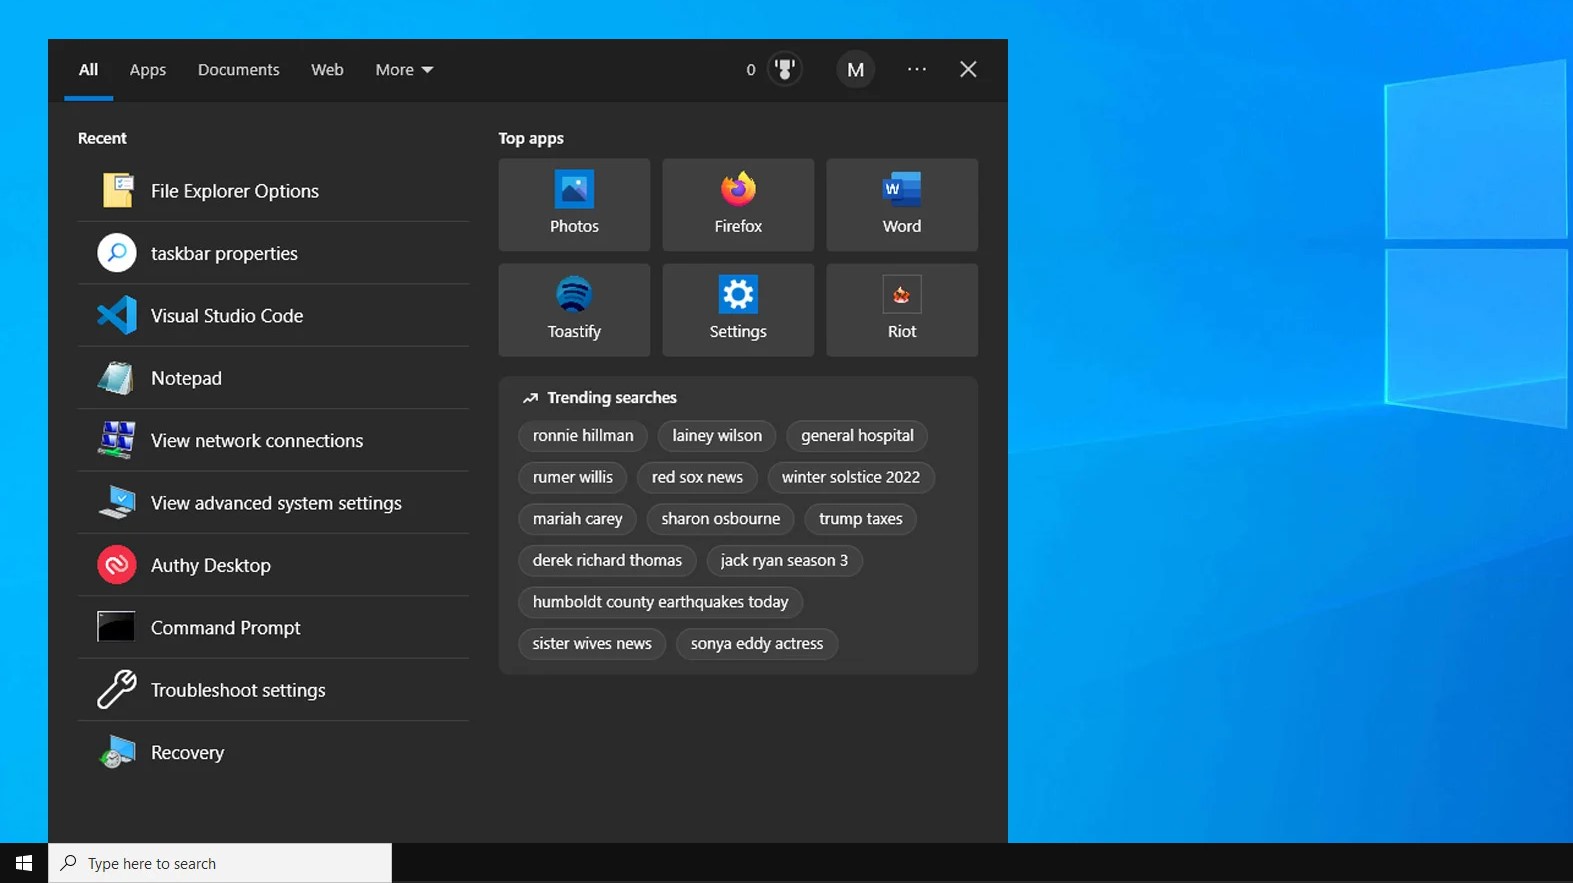 All Apps Documents Web More 0 M
Recent
File Explorer Options
taskbar properties
Visual Studio Code
Notepad
View network connections
View advanced system settings
Authy Desktop
Command Prompt
Troubleshoot settings
Recovery
Top apps
Photos Firefox Word
Toastify Settings Riot
Trending searches
ronnie hillman lainey wilson general hospital
rumer willis red sox news winter solstice 2022
mariah carey sharon osbourne trump taxes
derek richard thomas jack ryan season 3
humboldt county earthquakes today
sister wives news sonya eddy actress
Type here to search